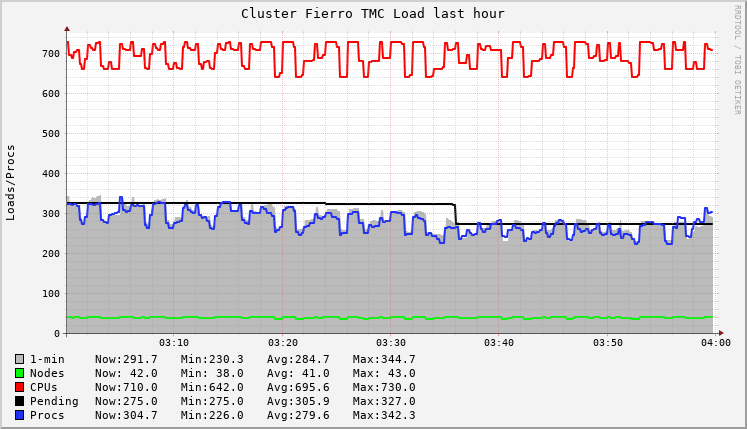 Cluster Fierro TMC Load last hour
RRDTOOL / TOBI OETIKER
Loads/Procs
700
600
500
400
300
200
100
0
03:10 03:20 03:30 03:40 03:50 04:00
1-min Now:291.7 Min:230.3 Avg:284.7 Max:344.7
Nodes Now: 42.0 Min: 38.0 Avg: 41.0 Max: 43.0
CPUs Now:710.0 Min:642.0 Avg:695.6 Max:730.0
Pending Now:275.0 Min:275.0 Avg:305.9 Max:327.0
Procs Now:304.7 Min:226.0 Avg:279.6 Max:342.3